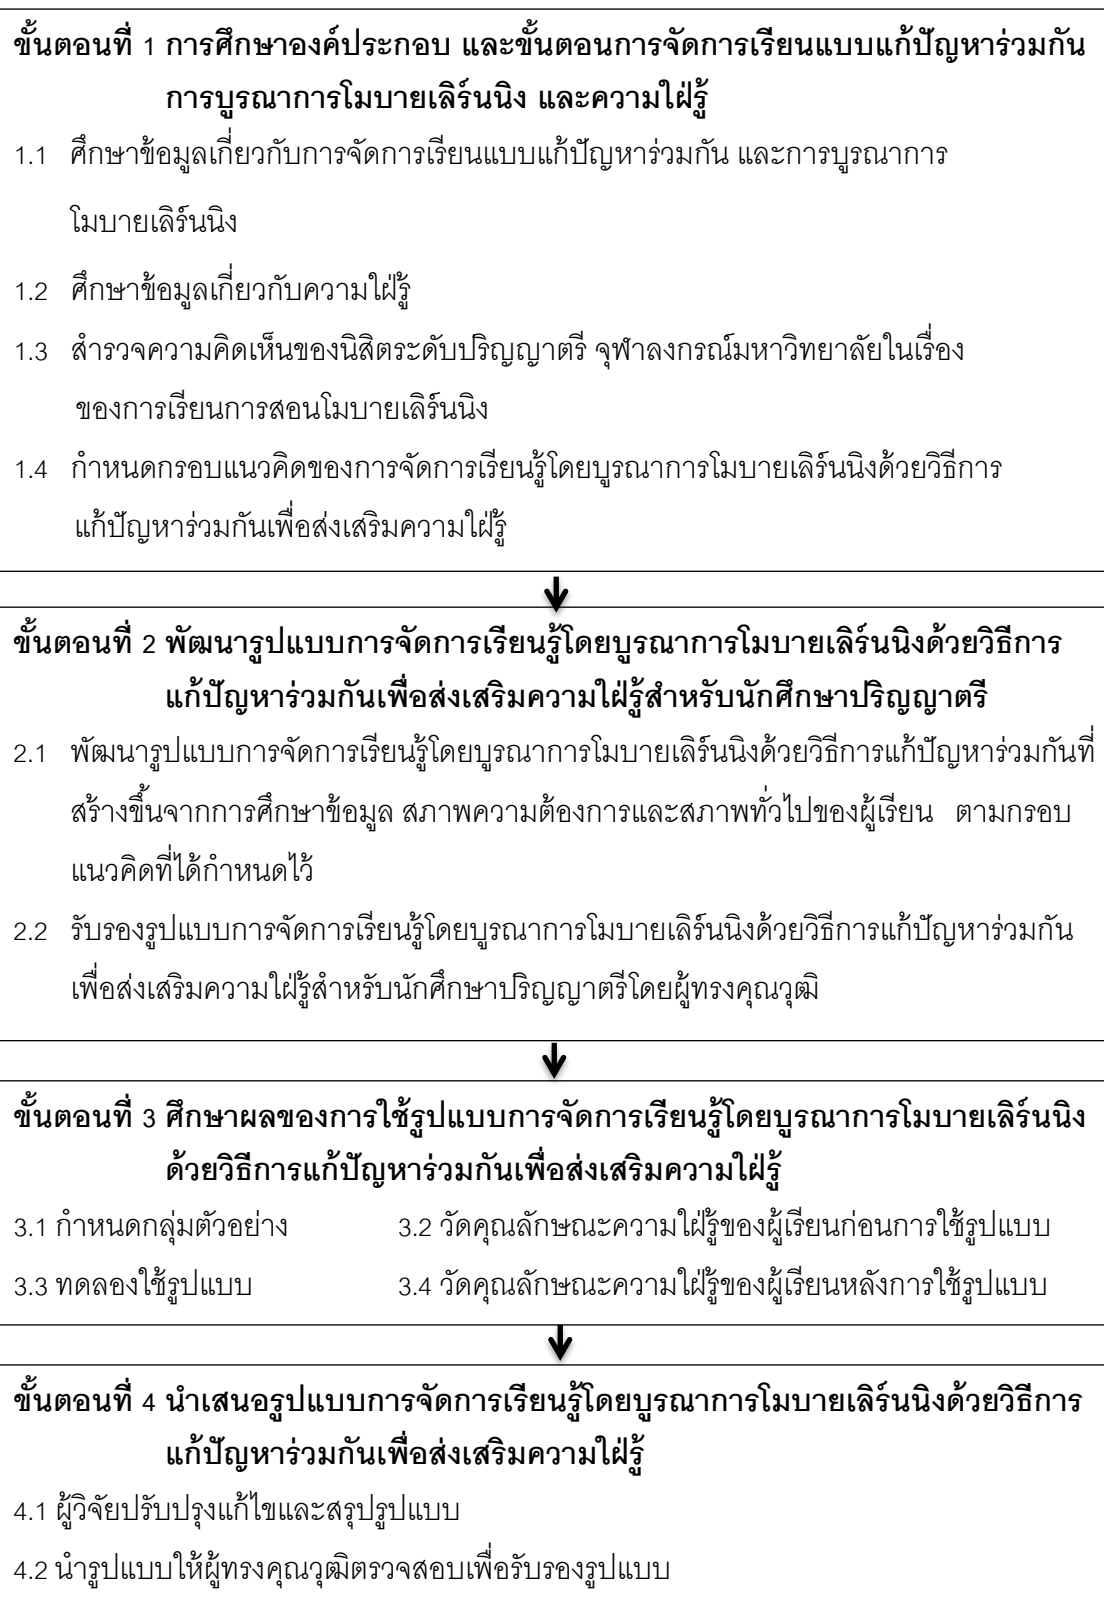 ขั้นตอนที่ 1 การศึกษาองค์ประกอบ และขั้นตอนการจัดการเรียนแบบแก้ปัญหาร่วมกัน
การบูรณาการโมบายเลิร์นนิง และความใฝ่รู้
1.1 ศึกษาข้อมูลเกี่ยวกับการจัดการเรียนแบบแก้ปัญหาร่วมกัน และการบูรณาการ
โมบายเลิร์นนิง
1.2 ศึกษาข้อมูลเกี่ยวกับความใฝ่รู้
1.3 สำรวจความคิดเห็นของนิสิตระดับปริญญาตรี จุฬาลงกรณ์มหาวิทยาลัยในเรื่อง
ของการเรียนการสอนโมบายเลิร์นนิง
1.4 กำหนดกรอบแนวคิดของการจัดการเรียนรู้โดยบูรณาการโมบายเลิร์นนิงด้วยวิธีการ
แก้ปัญหาร่วมกันเพื่อส่งเสริมความใฝ่รู้
ขั้นตอนที่ 2 พัฒนารูปแบบการจัดการเรียนรู้โดยบูรณาการโมบายเลิร์นนิงด้วยวิธีการ
แก้ปัญหาร่วมกันเพื่อส่งเสริมความใฝ่รู้สำหรับนักศึกษาปริญญาตรี
2.1 พัฒนารูปแบบการจัดการเรียนรู้โดยบูรณาการโมบายเลิร์นนิงด้วยวิธีการแก้ปัญหาร่วมกันที่
สร้างขึ้นจากการศึกษาข้อมูล สภาพความต้องการและสภาพทั่วไปของผู้เรียน ตามกรอบ
แนวคิดที่ได้กำหนดไว้
2.2 รับรองรูปแบบการจัดการเรียนรู้โดยบูรณาการโมบายเลิร์นนิงด้วยวิธีการแก้ปัญหาร่วมกัน
เพื่อส่งเสริมความใฝ่รู้สำหรับนักศึกษาปริญญาตรีโดยผู้ทรงคุณวุฒิ
ขั้นตอนที่ 3 ศึกษาผลของการใช้รูปแบบการจัดการเรียนรู้โดยบูรณาการโมบายเลิร์นนิง
ด้วยวิธีการแก้ปัญหาร่วมกันเพื่อส่งเสริมความใฝ่รู้
3.1 กำหนดกลุ่มตัวอย่าง 3.2 วัดคุณลักษณะความใฝ่รู้ของผู้เรียนก่อนการใช้รูปแบบ
3.3 ทดลองใช้รูปแบบ 3.4 วัดคุณลักษณะความใฝ่รู้ของผู้เรียนหลังการใช้รูปแบบ
ขั้นตอนที่ 4 นำเสนอรูปแบบการจัดการเรียนรู้โดยบูรณาการโมบายเลิร์นนิงด้วยวิธีการ
แก้ปัญหาร่วมกันเพื่อส่งเสริมความใฝ่รู้
4.1 ผู้วิจัยปรับปรุงแก้ไขและสรุปรูปแบบ
4.2 นำรูปแบบให้ผู้ทรงคุณวุฒิตรวจสอบเพื่อรับรองรูปแบบ